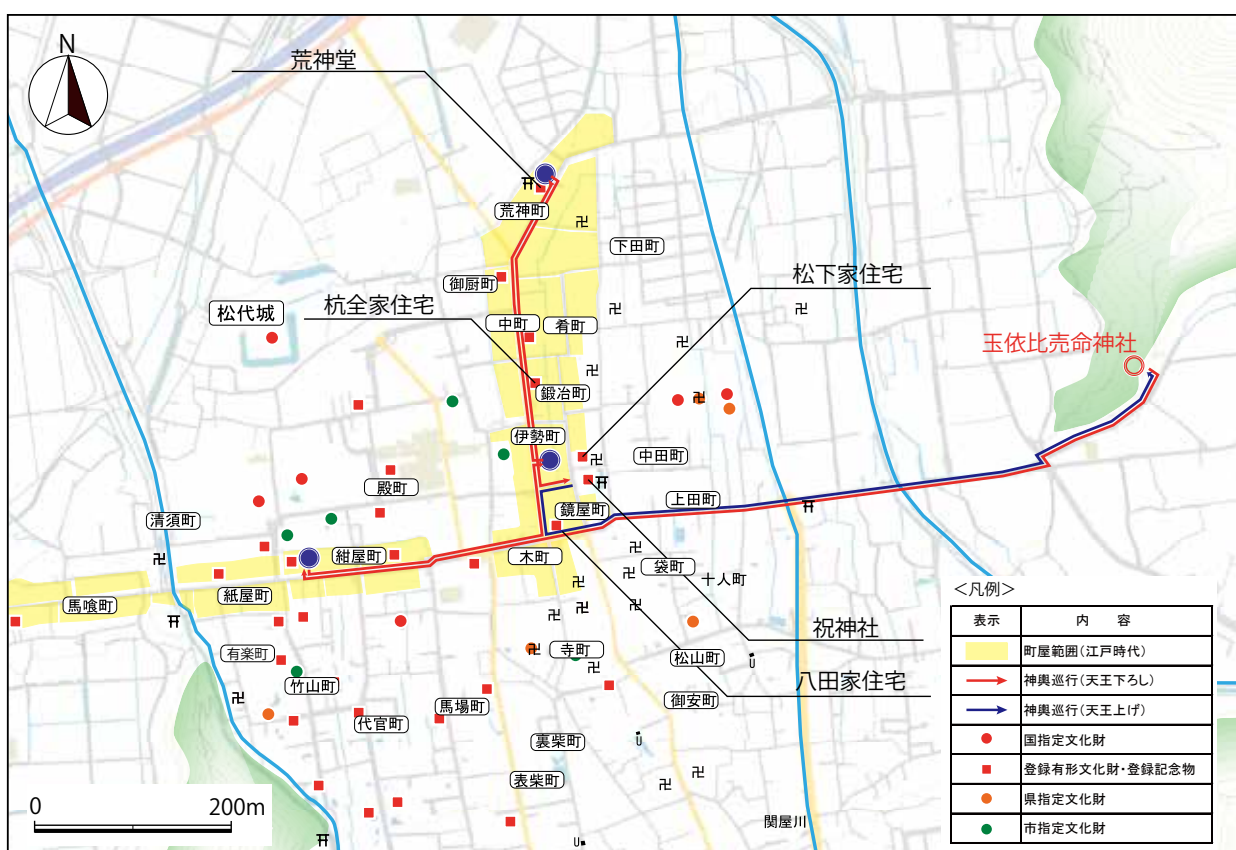 N
荒神堂
荒神町
下田町
御厨町
松下家住宅
松代城
杭全家住宅
中町
肴町
玉依比売命神社
鍛冶町
伊勢町
中田町
殿町
上田町
清須町
鏡屋町
紺屋町
木町
袋町
十人町
紙屋町
馬喰町
祝神社
有楽町
寺町
松山町
竹山町
八田家住宅
馬場町
御安町
代官町
裏柴町
表柴町
関屋川
0 200m
<凡例>
表示 内 容
町屋範囲(江戸時代)
神輿巡行(天王下ろし)
神輿巡行(天王上げ)
国指定文化財
登録有形文化財・登録記念物
県指定文化財
市指定文化財